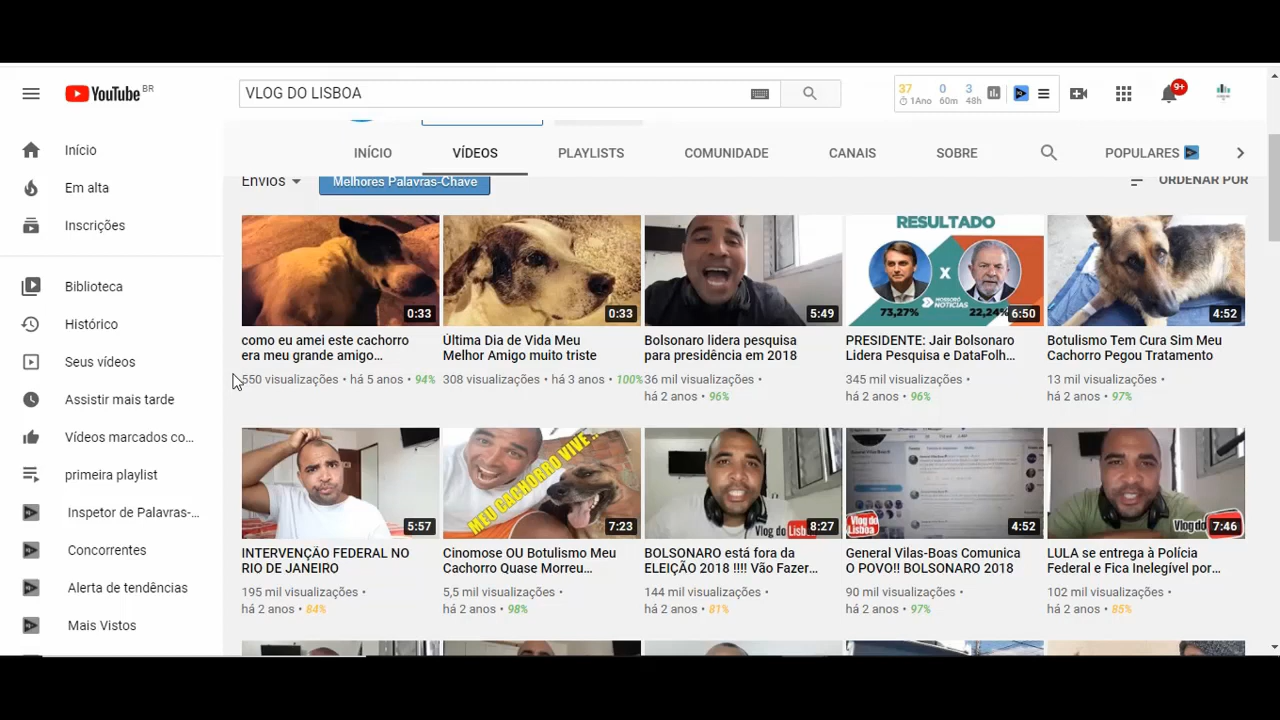 YouTube BR
VLOG DO LISBOA
37 0 3
1Ano 60m 48h
9+
INÍCIO VÍDEOS PLAYLISTS COMUNIDADE CANAIS SOBRE POPULARES
Início
Em alta
Inscrições
Biblioteca
Histórico
Seus vídeos
Assistir mais tarde
Vídeos marcados co...
primeira playlist
Inspetor de Palavras-...
Concorrentes
Alerta de tendências
Mais Vistos
Envios Melhores Palavras-Chave ORDENAR POR
0:33
como eu amei este cachorro
era meu grande amigo...
550 visualizações • há 5 anos • 94%
0:33
Última Dia de Vida Meu
Melhor Amigo muito triste
308 visualizações • há 3 anos • 100%
5:49
Bolsonaro lidera pesquisa
para presidência em 2018
36 mil visualizações •
há 2 anos • 96%
RESULTADO
X
MOSSORÓ
NOTÍCIAS
73,27% 22,24%
6:50
PRESIDENTE: Jair Bolsonaro
Lidera Pesquisa e DataFolh...
345 mil visualizações •
há 2 anos • 96%
4:52
Botulismo Tem Cura Sim Meu
Cachorro Pegou Tratamento
13 mil visualizações •
há 2 anos • 97%
5:57
INTERVENÇÃO FEDERAL NO
RIO DE JANEIRO
195 mil visualizações •
há 2 anos • 84%
MEU CACHORRO VIVE ..
7:23
Cinomose OU Botulismo Meu
Cachorro Quase Morreu...
5,5 mil visualizações •
há 2 anos • 98%
Vlog do Lisb
8:27
BOLSONARO está fora da
ELEIÇÃO 2018 !!!! Vão Fazer...
144 mil visualizações •
há 2 anos • 81%
Vlog do
Lisboa
4:52
General Vilas-Boas Comunica
O POVO!! BOLSONARO 2018
90 mil visualizações •
há 2 anos • 97%
Vlog do
7:46
LULA se entrega à Polícia
Federal e Fica Inelegível por...
102 mil visualizações •
há 2 anos • 85%